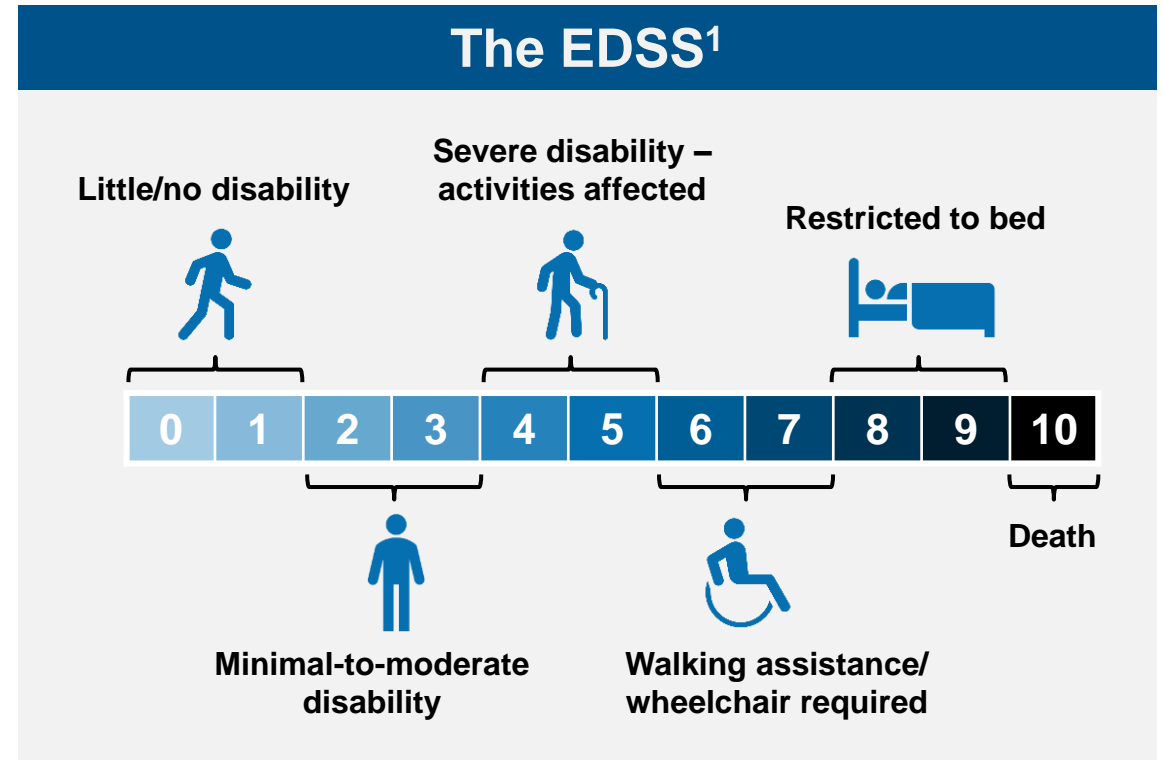 The EDSS¹
Severe disability –
activities affected
Little/no disability
Restricted to bed
0 1 2 3 4 5 6 7 8 9 10
Death
Minimal-to-moderate
disability
Walking assistance/
wheelchair required